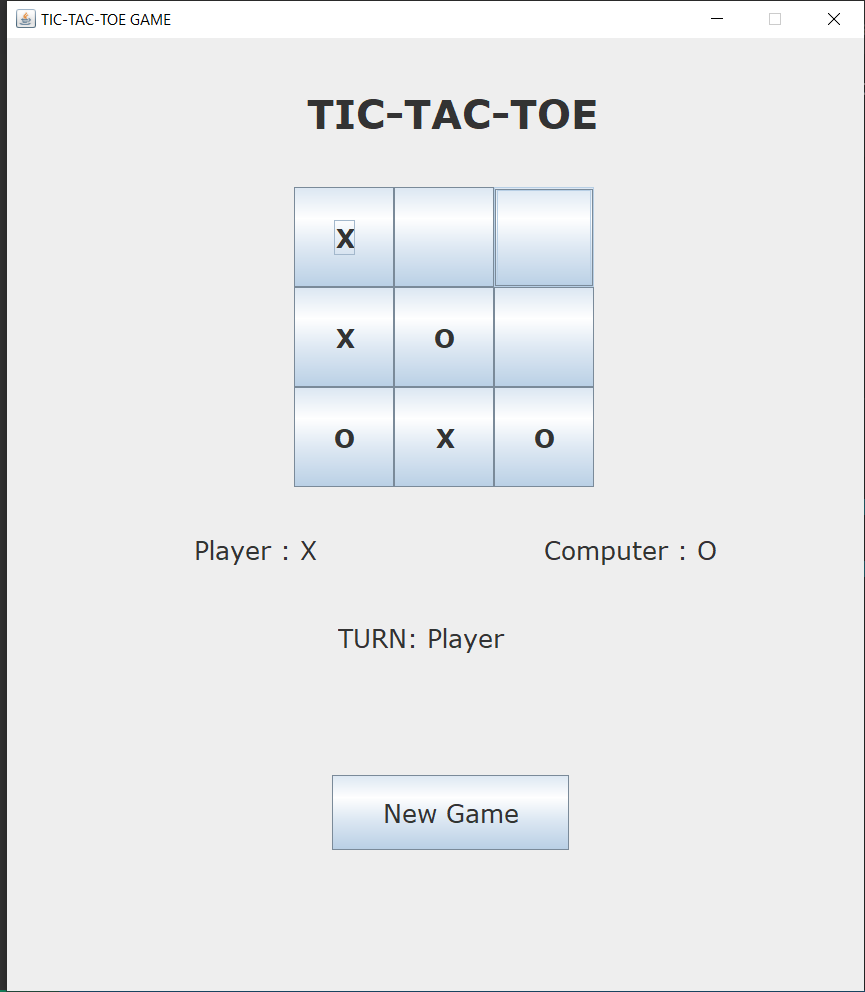 TIC-TAC-TOE GAME
TIC-TAC-TOE
X
X O
O X O
Player : X Computer : O
TURN: Player
New Game